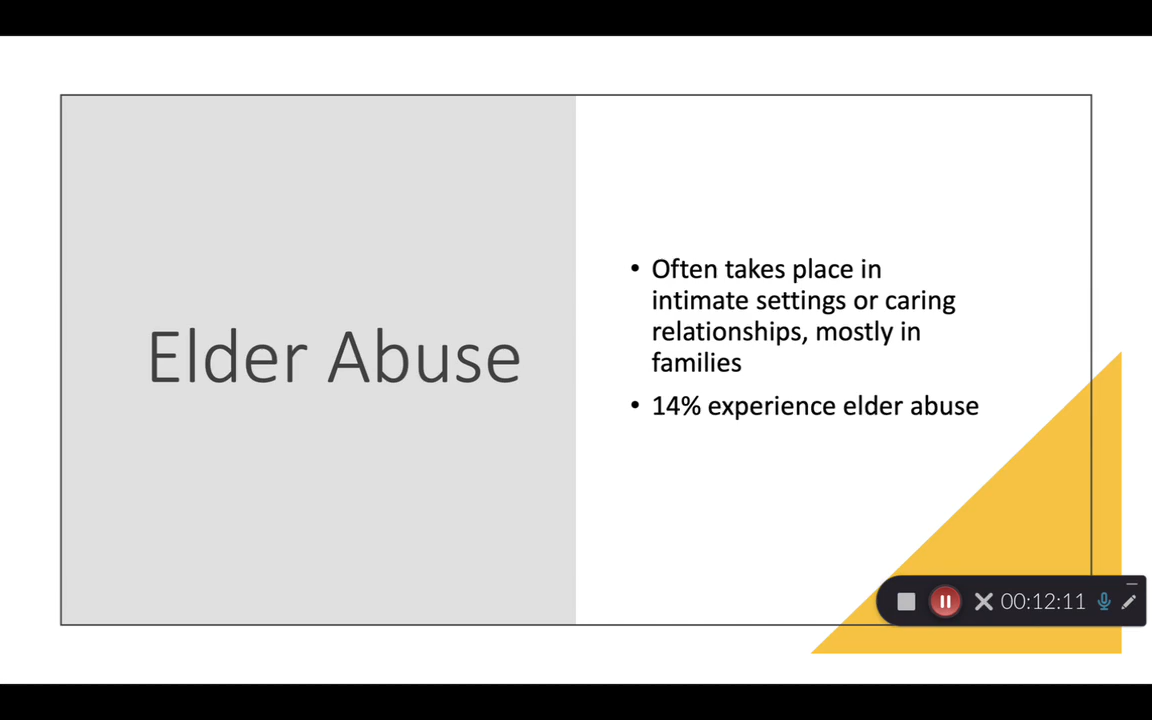 Elder Abuse
• Often takes place in
intimate settings or caring
relationships, mostly in
families
• 14% experience elder abuse
00:12:11